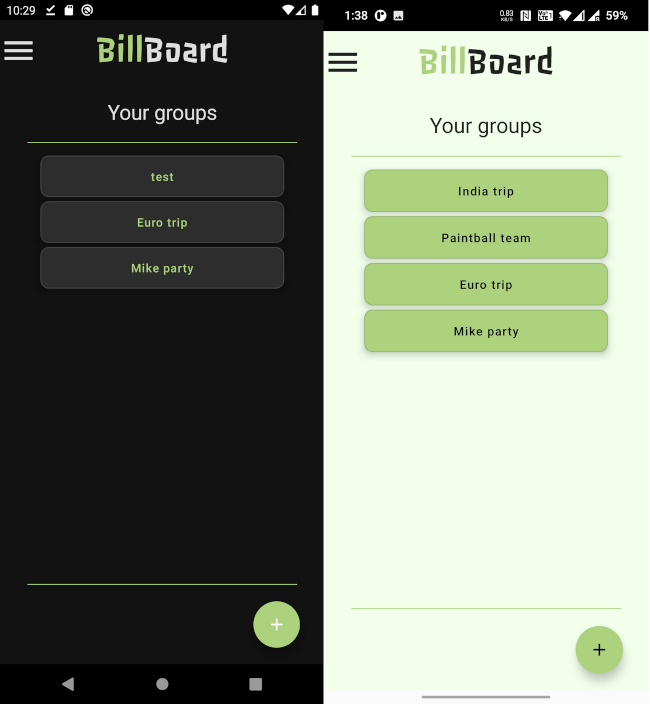 10:29
BillBoard
Your groups
test
Euro trip
Mike party
+
1:38 0.83 KB/S 59%
BillBoard
Your groups
India trip
Paintball team
Euro trip
Mike party
+